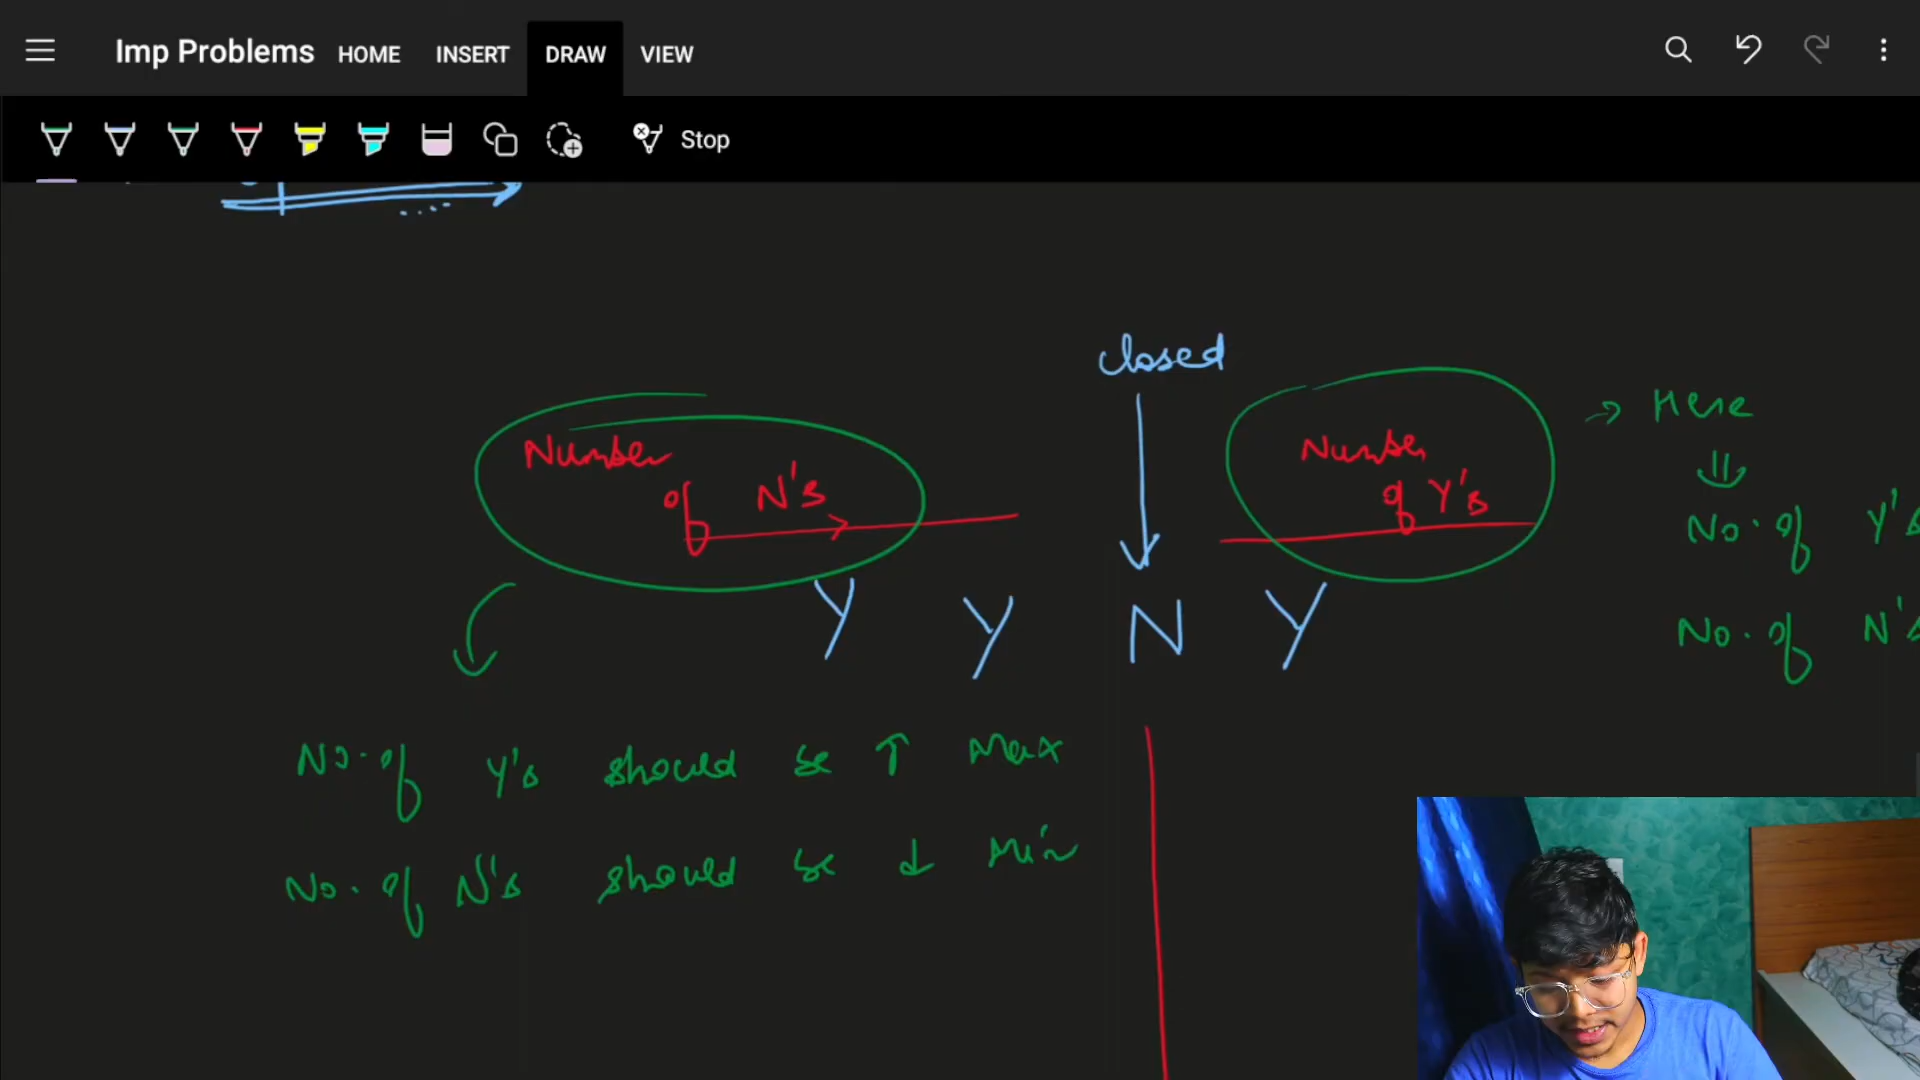 Imp Problems HOME INSERT DRAW VIEW
Stop
closed
Number
of N's
Number
of Y's
→ Here
⇓
No. of Y's
No. of N's
Y Y N Y
No. of Y's should be ↑ Max
No. of N's should be ↓ Min